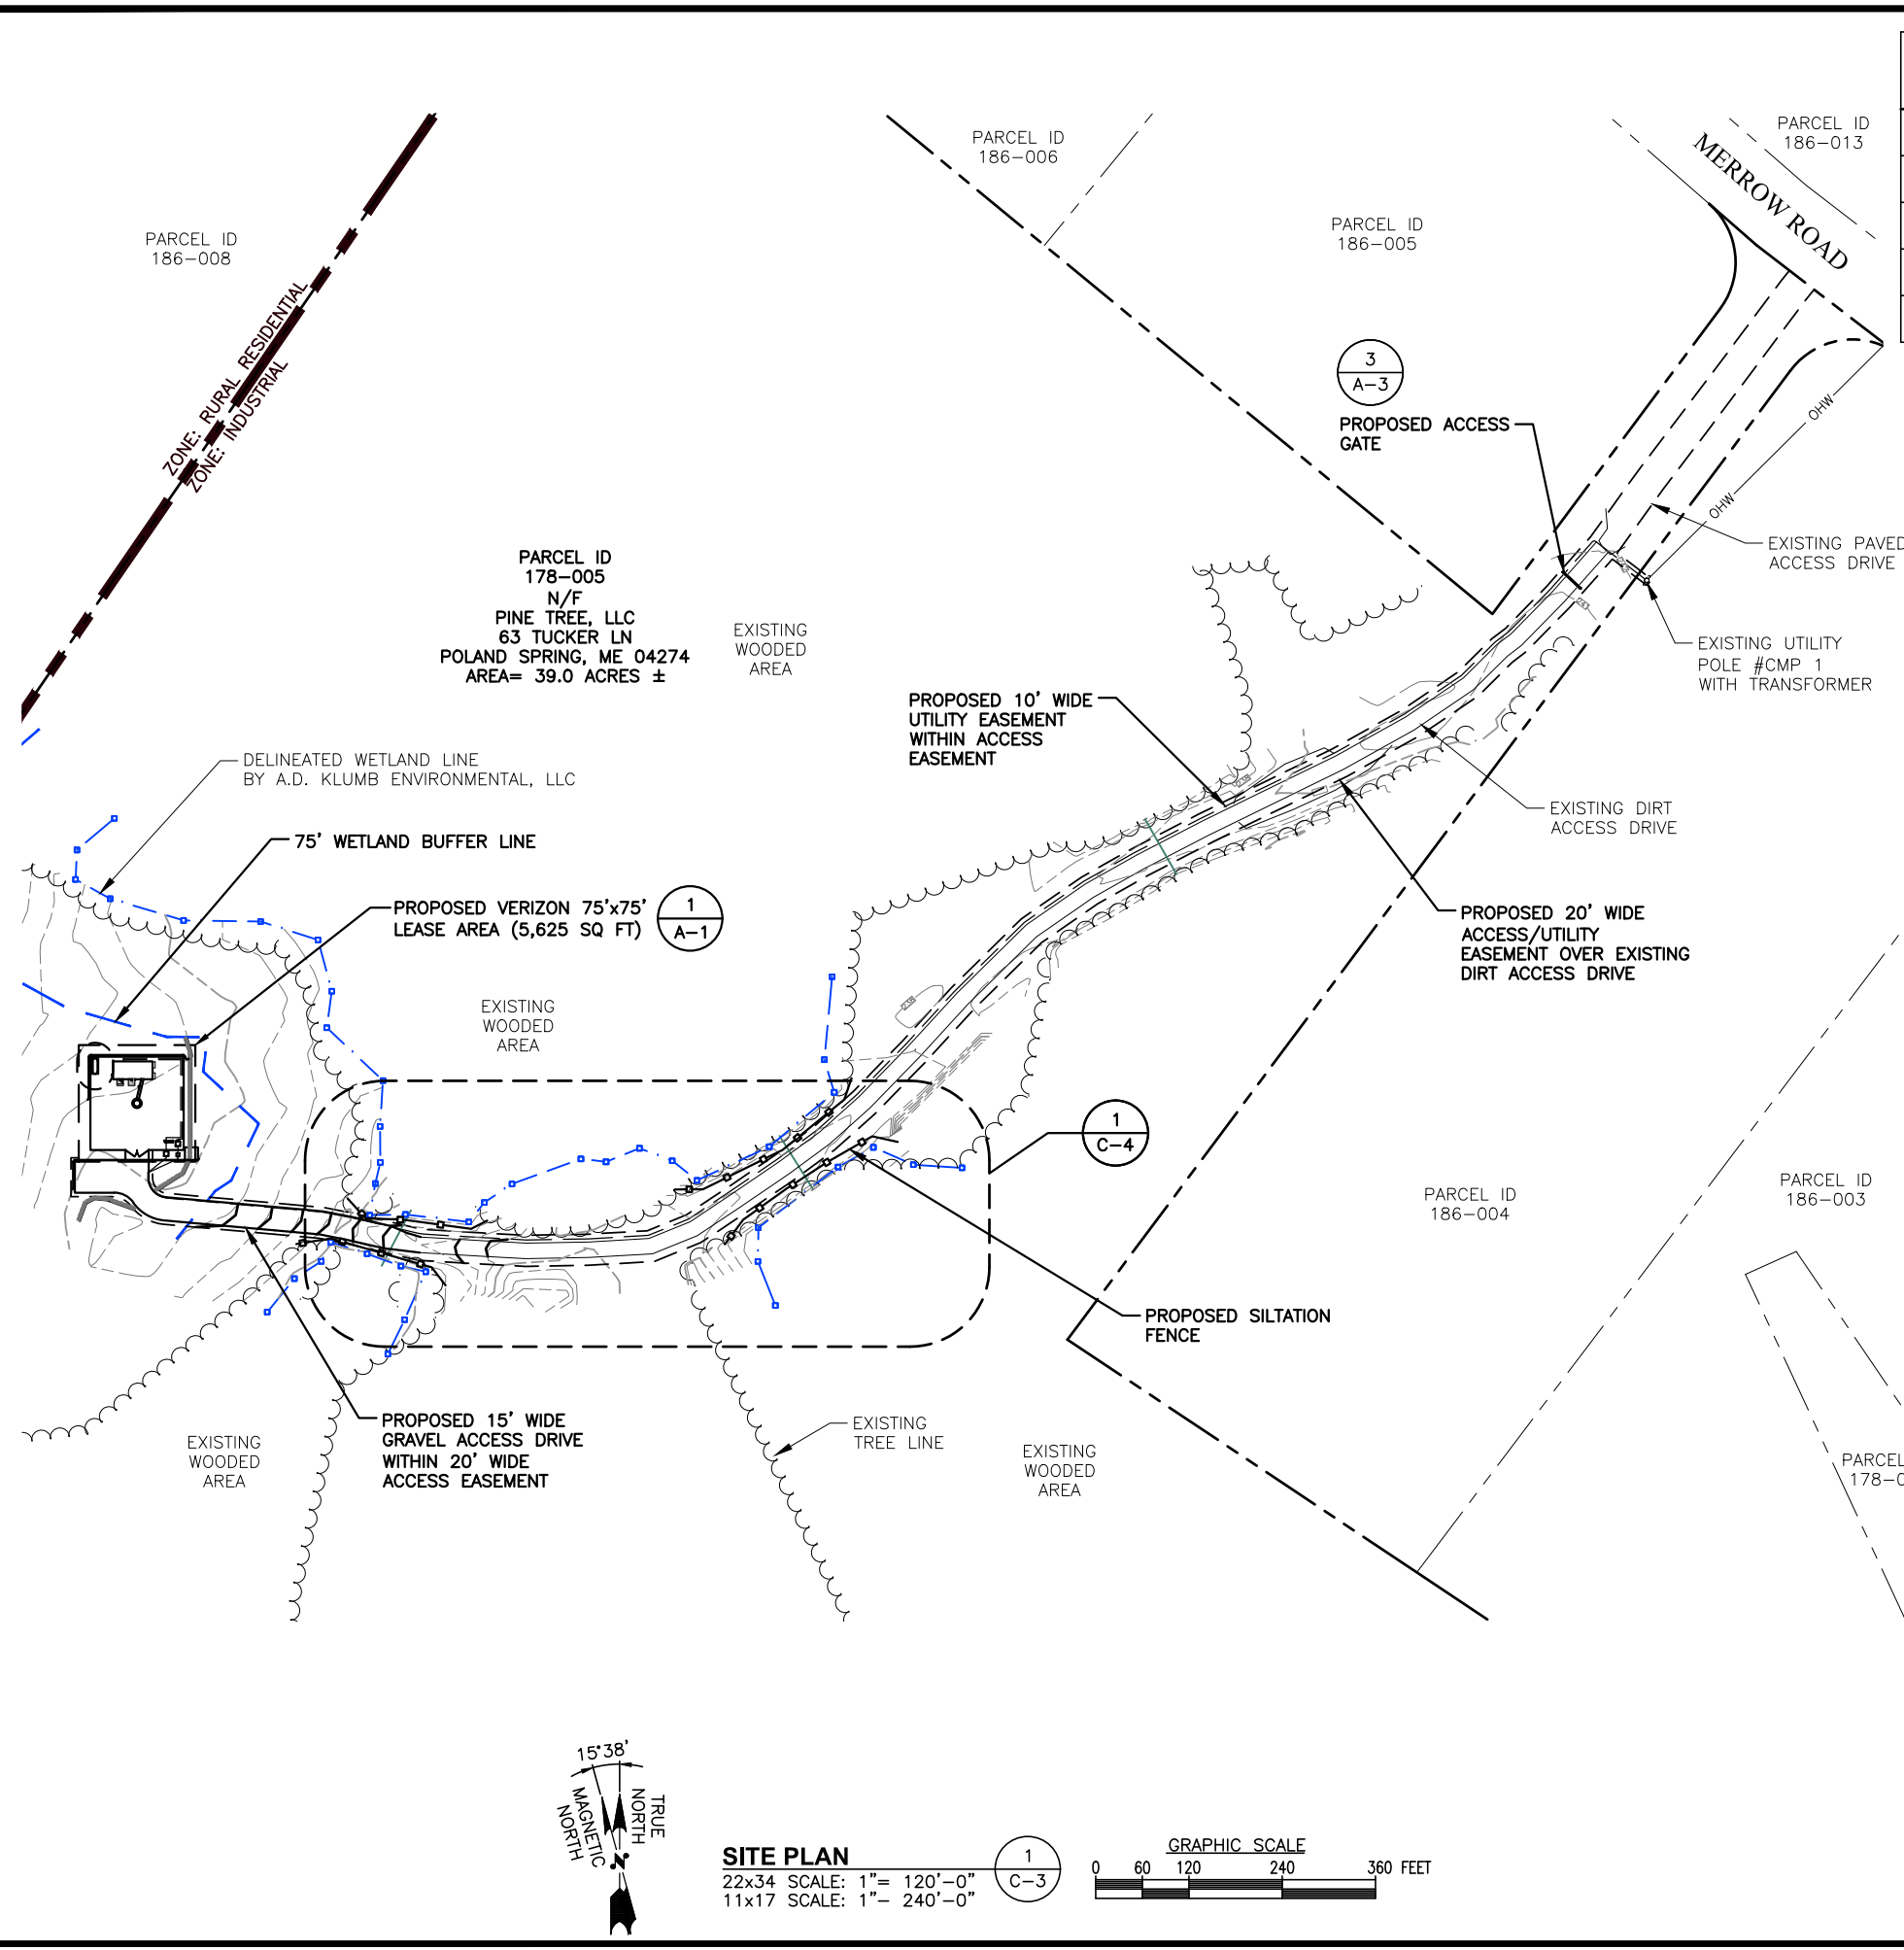 PARCEL ID
186-006
PARCEL ID
186-013
MERROW ROAD
PARCEL ID
186-005
PARCEL ID
186-008
ZONE: RURAL RESIDENTIAL
ZONE: INDUSTRIAL
3
A-3
PROPOSED ACCESS
GATE
OHW
OHW
EXISTING PAVED
ACCESS DRIVE
PARCEL ID
178-005
N/F
PINE TREE, LLC
63 TUCKER LN
POLAND SPRING, ME 04274
AREA= 39.0 ACRES ±
EXISTING
WOODED
AREA
EXISTING UTILITY
POLE #CMP 1
WITH TRANSFORMER
PROPOSED 10' WIDE
UTILITY EASEMENT
WITHIN ACCESS
EASEMENT
DELINEATED WETLAND LINE
BY A.D. KLUMB ENVIRONMENTAL, LLC
EXISTING DIRT
ACCESS DRIVE
75' WETLAND BUFFER LINE
PROPOSED VERIZON 75'x75'
LEASE AREA (5,625 SQ FT)
1
A-1
PROPOSED 20' WIDE
ACCESS/UTILITY
EASEMENT OVER EXISTING
DIRT ACCESS DRIVE
EXISTING
WOODED
AREA
1
C-4
PARCEL ID
186-004
PARCEL ID
186-003
PROPOSED SILTATION
FENCE
PROPOSED 15' WIDE
GRAVEL ACCESS DRIVE
WITHIN 20' WIDE
ACCESS EASEMENT
EXISTING
TREE LINE
EXISTING
WOODED
AREA
EXISTING
WOODED
AREA
PARCEL
178-0
15°38'
TRUE
NORTH
MAGNETIC
NORTH
N
SITE PLAN
22x34 SCALE: 1"= 120'-0"
11x17 SCALE: 1"- 240'-0"
1
C-3
GRAPHIC SCALE
0 60 120 240 360 FEET